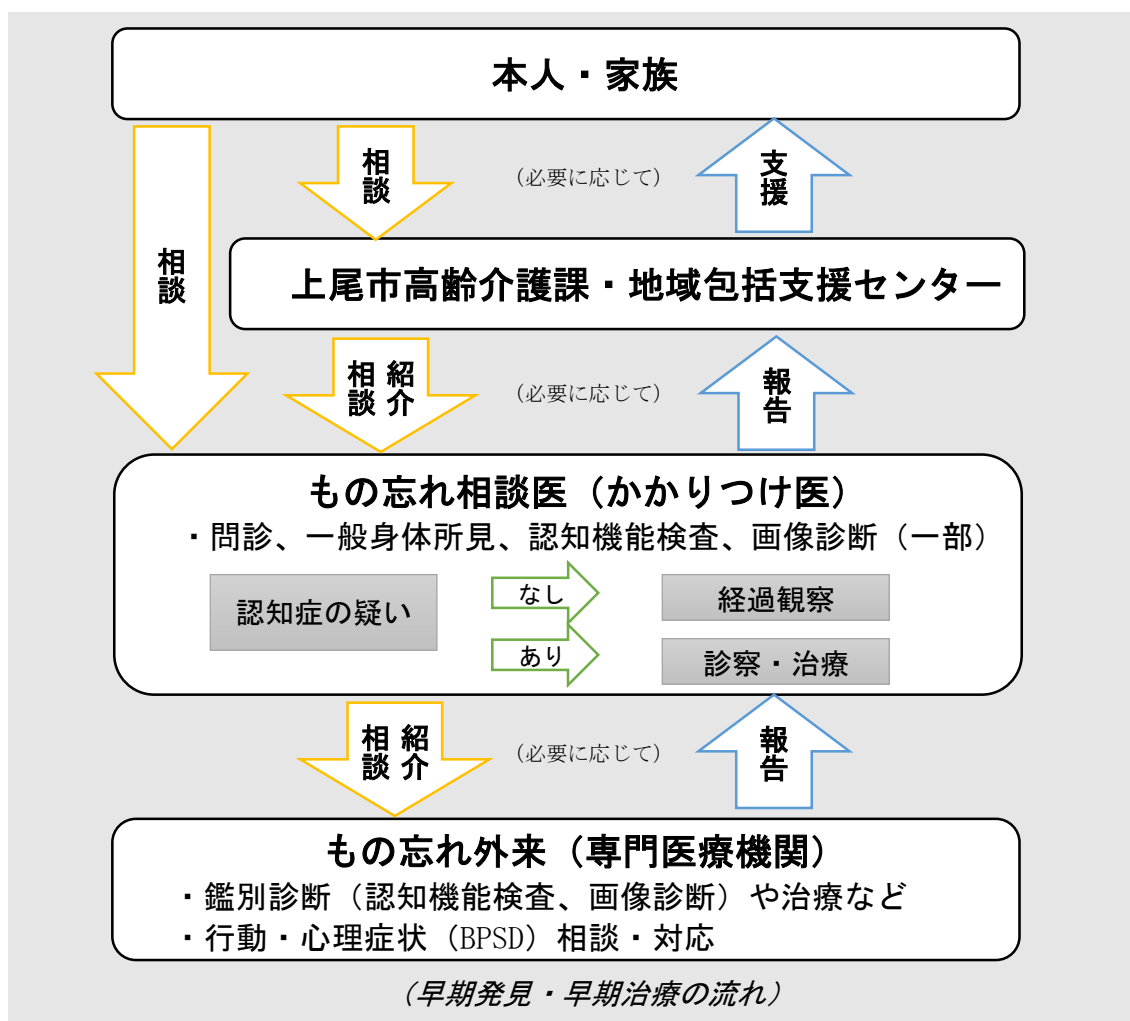 本人・家族
相談
（必要に応じて）
支援
相談
上尾市高齢介護課・地域包括支援センター
紹介
相談
（必要に応じて）
報告
もの忘れ相談医（かかりつけ医）
・問診、一般身体所見、認知機能検査、画像診断（一部）
認知症の疑い
なし
経過観察
あり
診察・治療
紹介
相談
（必要に応じて）
報告
もの忘れ外来（専門医療機関）
・鑑別診断（認知機能検査、画像診断）や治療など
・行動・心理症状（BPSD）相談・対応
（早期発見・早期治療の流れ）